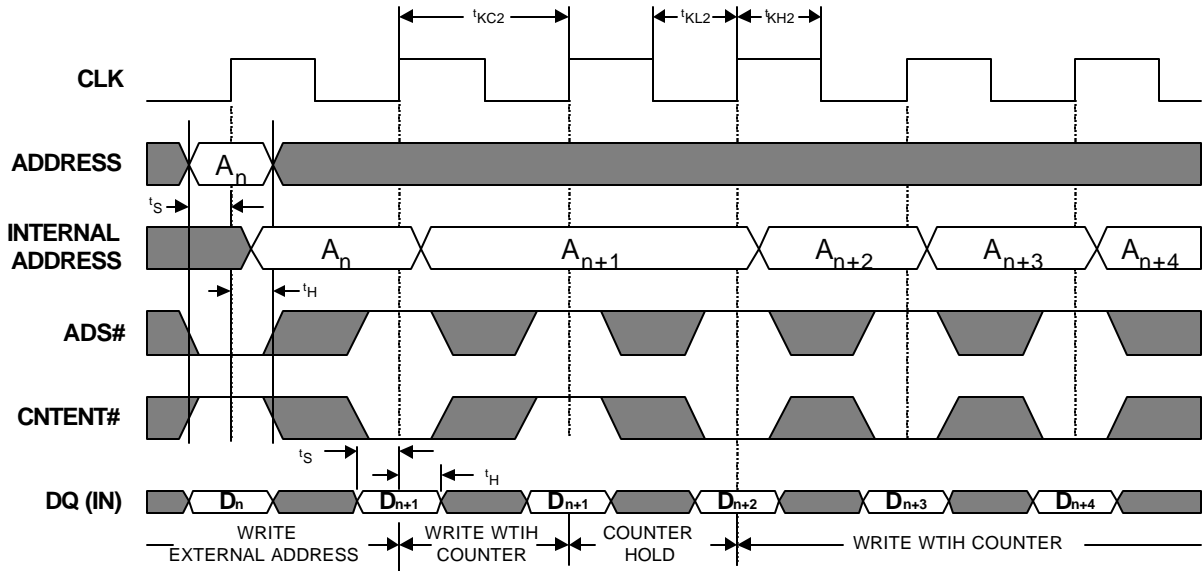 tKC2 tKL2 tKH2
CLK
ADDRESS An
tS
INTERNAL
ADDRESS An An+1 An+2 An+3 An+4
tH
ADS#
CNTENT#
tS tH
DQ (IN) Dn Dn+1 Dn+1 Dn+2 Dn+3 Dn+4
WRITE
EXTERNAL ADDRESS
WRITE WTIH
COUNTER
COUNTER
HOLD
WRITE WTIH COUNTER